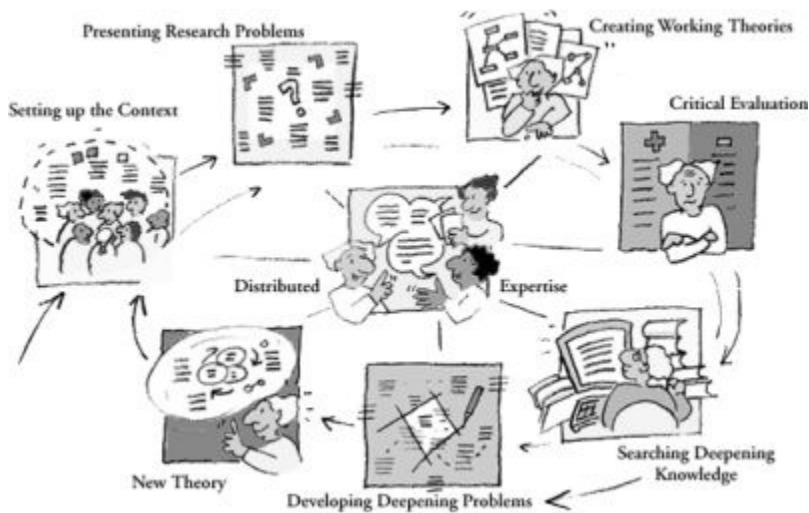 Presenting Research Problems
Creating Working Theories
Setting up the Context
Critical Evaluation
Distributed
Expertise
Searching Deepening
Knowledge
New Theory
Developing Deepening Problems